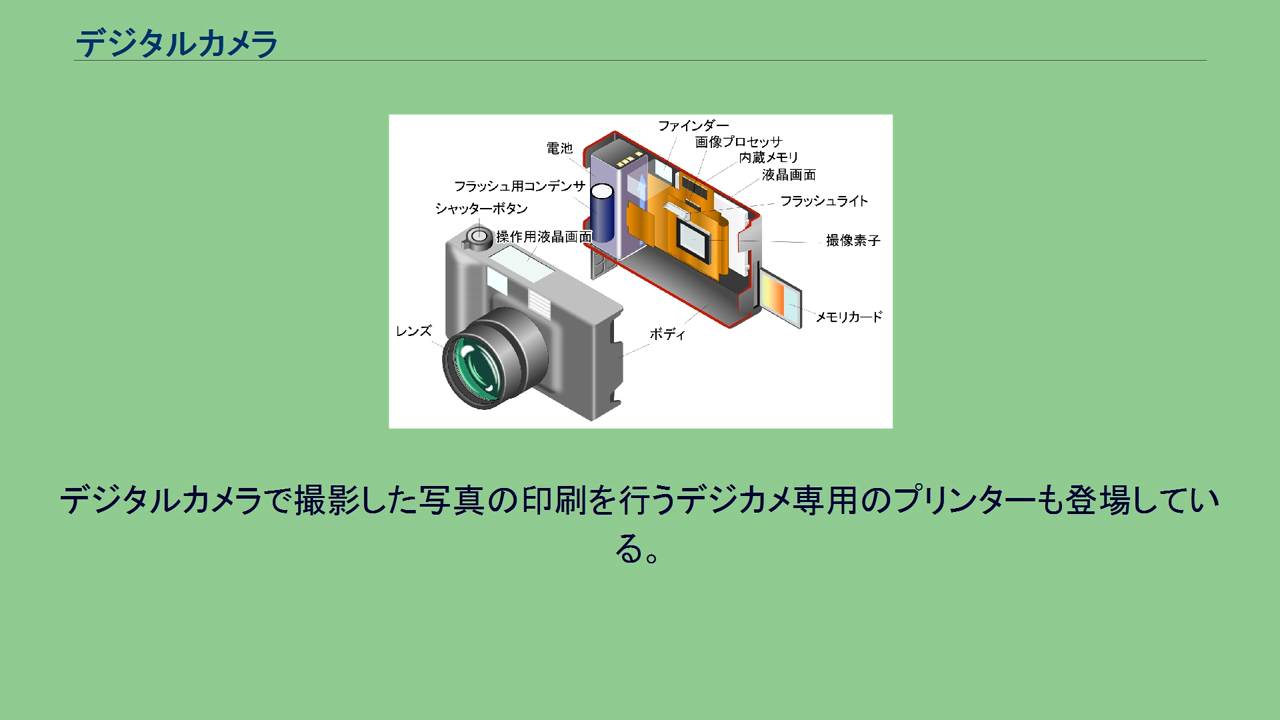 デジタルカメラ
ファインダー
画像プロセッサ
電池
内蔵メモリ
液晶画面
フラッシュ用コンデンサ
フラッシュライト
シャッターボタン
操作用液晶画面
撮像素子
メモリカード
レンズ
ボディ
デジタルカメラで撮影した写真の印刷を行うデジカメ専用のプリンターも登場してい
る。